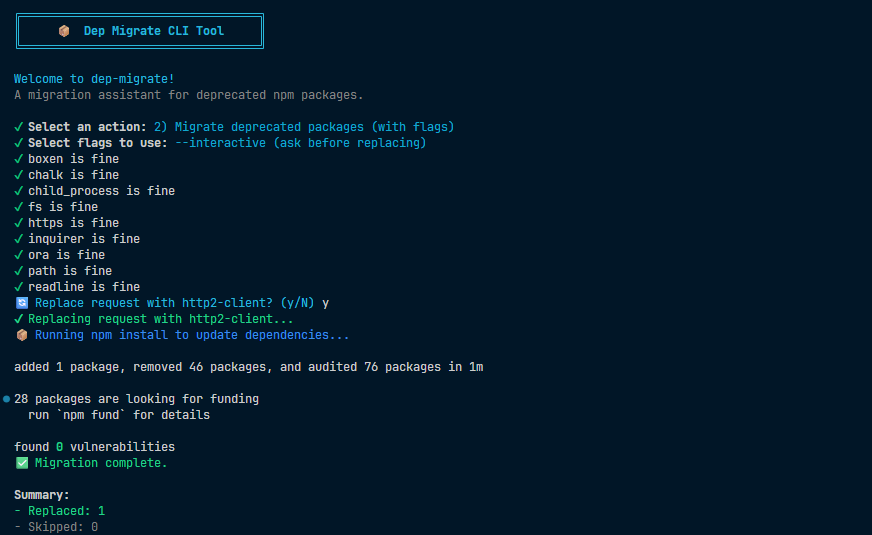 📦 Dep Migrate CLI Tool
Welcome to dep-migrate!
A migration assistant for deprecated npm packages.
✓ Select an action: 2) Migrate deprecated packages (with flags)
✓ Select flags to use: --interactive (ask before replacing)
✓ boxen is fine
✓ chalk is fine
✓ child_process is fine
✓ fs is fine
✓ https is fine
✓ inquirer is fine
✓ ora is fine
✓ path is fine
✓ readline is fine
🔄 Replace request with http2-client? (y/N) y
✓ Replacing request with http2-client...
📦 Running npm install to update dependencies...
added 1 package, removed 46 packages, and audited 76 packages in 1m
28 packages are looking for funding
run `npm fund` for details
found 0 vulnerabilities
✅ Migration complete.
Summary:
- Replaced: 1
- Skipped: 0